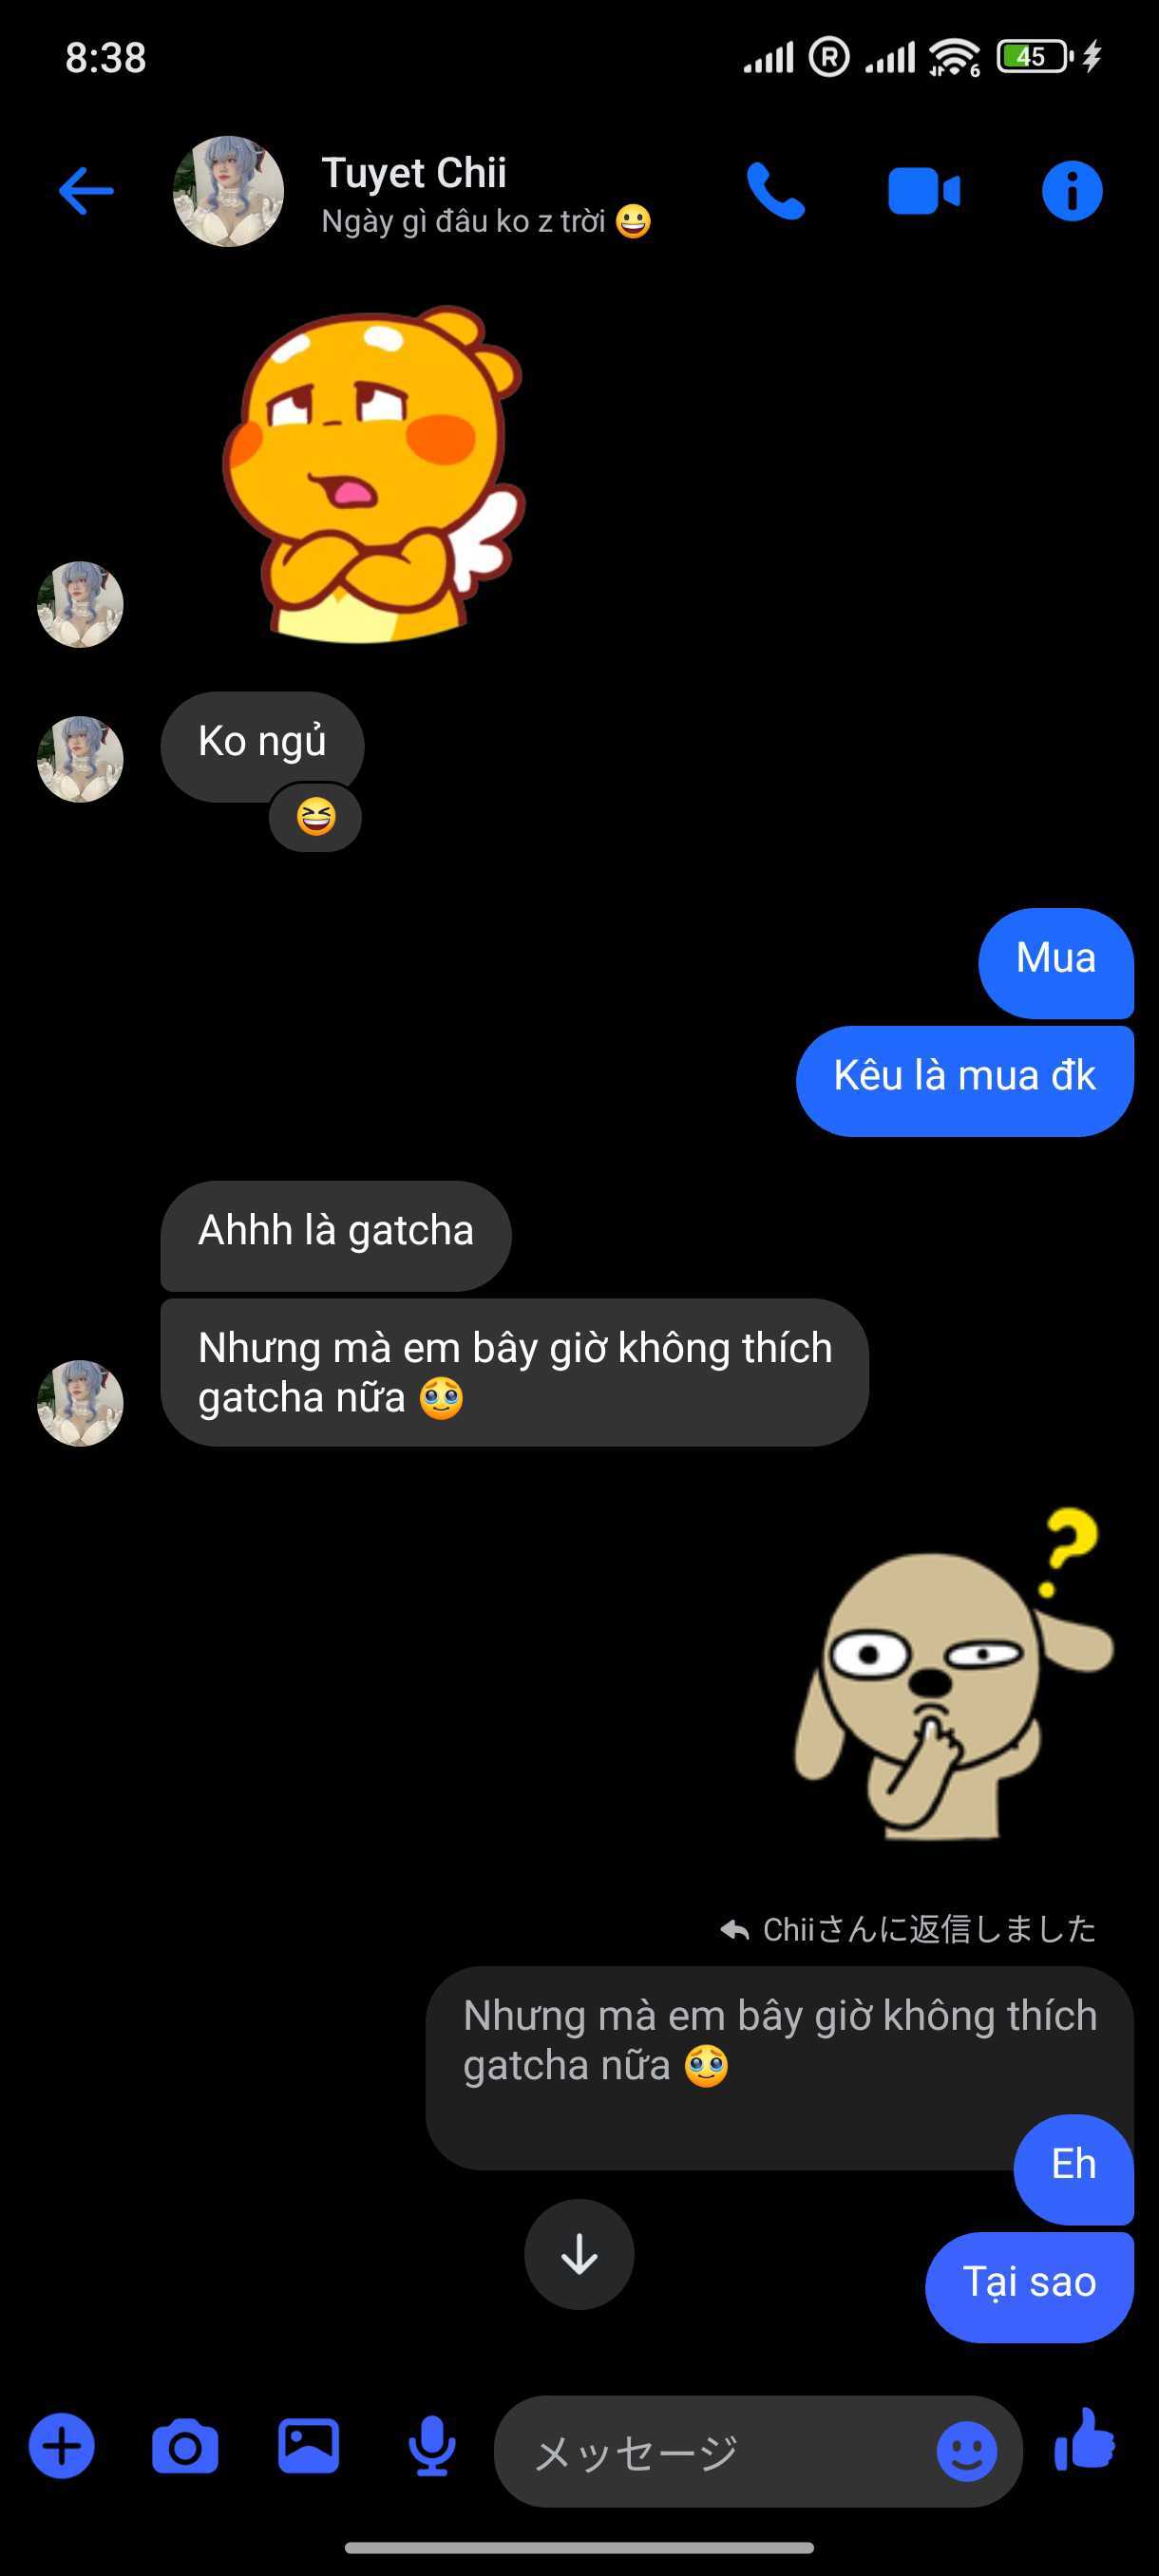 8:38
R
6
45
Tuyet Chii
Ngày gì đâu ko z trời 😀
Ko ngủ
😆
Mua
Kêu là mua đk
Ahhh là gatcha
Nhưng mà em bây giờ không thích
gatcha nữa 🥹
?
Chiiさんに返信しました
Nhưng mà em bây giờ không thích
gatcha nữa 🥹
Eh
Tại sao
メッセージ